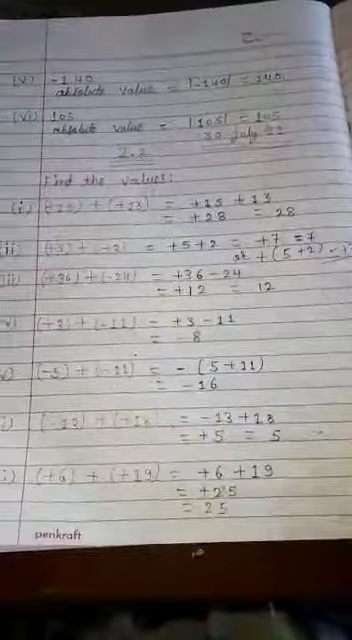 (v) -140
absolute value = |-140| = 140
(vi) 105
absolute value = |105| = 105
30 July 22
2.2
Find the values:
(i) (+15) + (+13) = +15 + 13
= +28 = 28
(ii) (+5) + (+2) = +5+2 = +7 = 7
or +(5+2) =
(iii) (+36) + (-24) = +36 - 24
= +12 = 12
(+3) + (-11) = +3 - 11
= -8
(-5) + (-11) = -(5+11)
= -16
(-13) + (+18) = -13 + 18
= +5 = 5
(+6) + (+19) = +6 + 19
= +25
= 25
penkraft